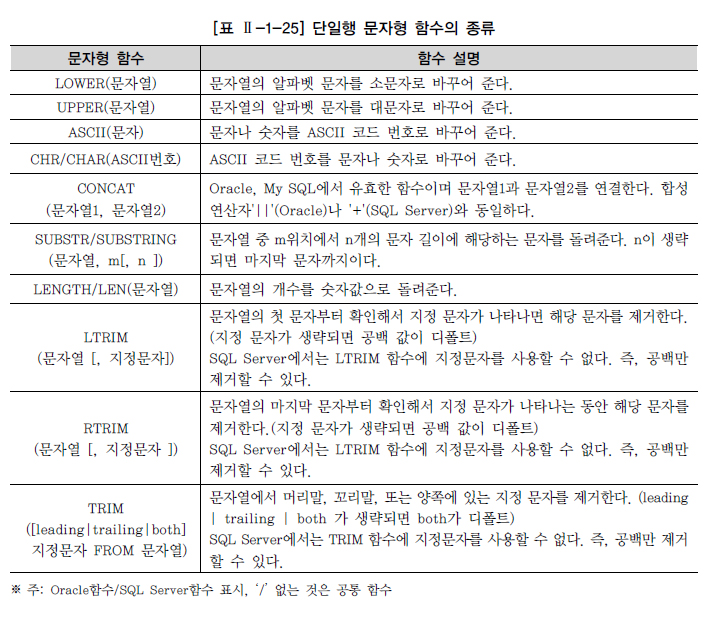 [표 Ⅱ-1-25] 단일행 문자형 함수의 종류
문자형 함수
함수 설명
LOWER(문자열)
문자열의 알파벳 문자를 소문자로 바꾸어 준다.
UPPER(문자열)
문자열의 알파벳 문자를 대문자로 바꾸어 준다.
ASCII(문자)
문자나 숫자를 ASCII 코드 번호로 바꾸어 준다.
CHR/CHAR(ASCII번호)
ASCII 코드 번호를 문자나 숫자로 바꾸어 준다.
CONCAT
(문자열1, 문자열2)
Oracle, My SQL에서 유효한 함수이며 문자열1과 문자열2를 연결한다. 합성
연산자'||'(Oracle)나 '+'(SQL Server)와 동일하다.
SUBSTR/SUBSTRING
(문자열, m[, n ])
문자열 중 m위치에서 n개의 문자 길이에 해당하는 문자를 돌려준다. n이 생략
되면 마지막 문자까지이다.
LENGTH/LEN(문자열)
문자열의 개수를 숫자값으로 돌려준다.
LTRIM
(문자열 [, 지정문자])
문자열의 첫 문자부터 확인해서 지정 문자가 나타나면 해당 문자를 제거한다.
(지정 문자가 생략되면 공백 값이 디폴트)
SQL Server에서는 LTRIM 함수에 지정문자를 사용할 수 없다. 즉, 공백만
제거할 수 있다.
RTRIM
(문자열 [, 지정문자 ])
문자열의 마지막 문자부터 확인해서 지정 문자가 나타나는 동안 해당 문자를
제거한다.(지정 문자가 생략되면 공백 값이 디폴트)
SQL Server에서는 LTRIM 함수에 지정문자를 사용할 수 없다. 즉, 공백만
제거할 수 있다.
TRIM
([leading|trailing|both]
지정문자 FROM 문자열)
문자열에서 머리말, 꼬리말, 또는 양쪽에 있는 지정 문자를 제거한다. (leading
| trailing | both 가 생략되면 both가 디폴트)
SQL Server에서는 TRIM 함수에 지정문자를 사용할 수 없다. 즉, 공백만 제거
할 수 있다.
※ 주: Oracle함수/SQL Server함수 표시, '/' 없는 것은 공통 함수